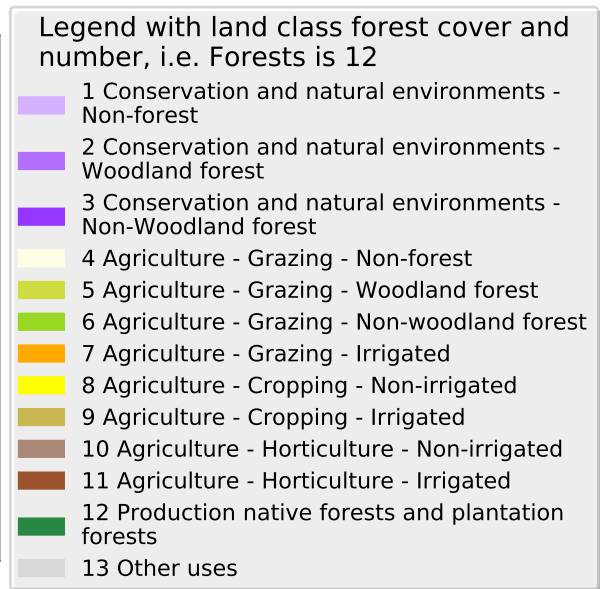 Legend with land class forest cover and
number, i.e. Forests is 12
1 Conservation and natural environments -
Non-forest
2 Conservation and natural environments -
Woodland forest
3 Conservation and natural environments -
Non-Woodland forest
4 Agriculture - Grazing - Non-forest
5 Agriculture - Grazing - Woodland forest
6 Agriculture - Grazing - Non-woodland forest
7 Agriculture - Grazing - Irrigated
8 Agriculture - Cropping - Non-irrigated
9 Agriculture - Cropping - Irrigated
10 Agriculture - Horticulture - Non-irrigated
11 Agriculture - Horticulture - Irrigated
12 Production native forests and plantation
forests
13 Other uses